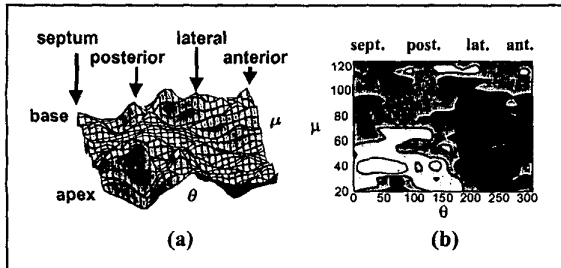 septum
posterior
lateral
anterior
base
μ
apex
θ
(a)
sept. post. lat. ant.
μ
120
100
80
60
40
20
0 50 100 150 200 250 300
θ
(b)